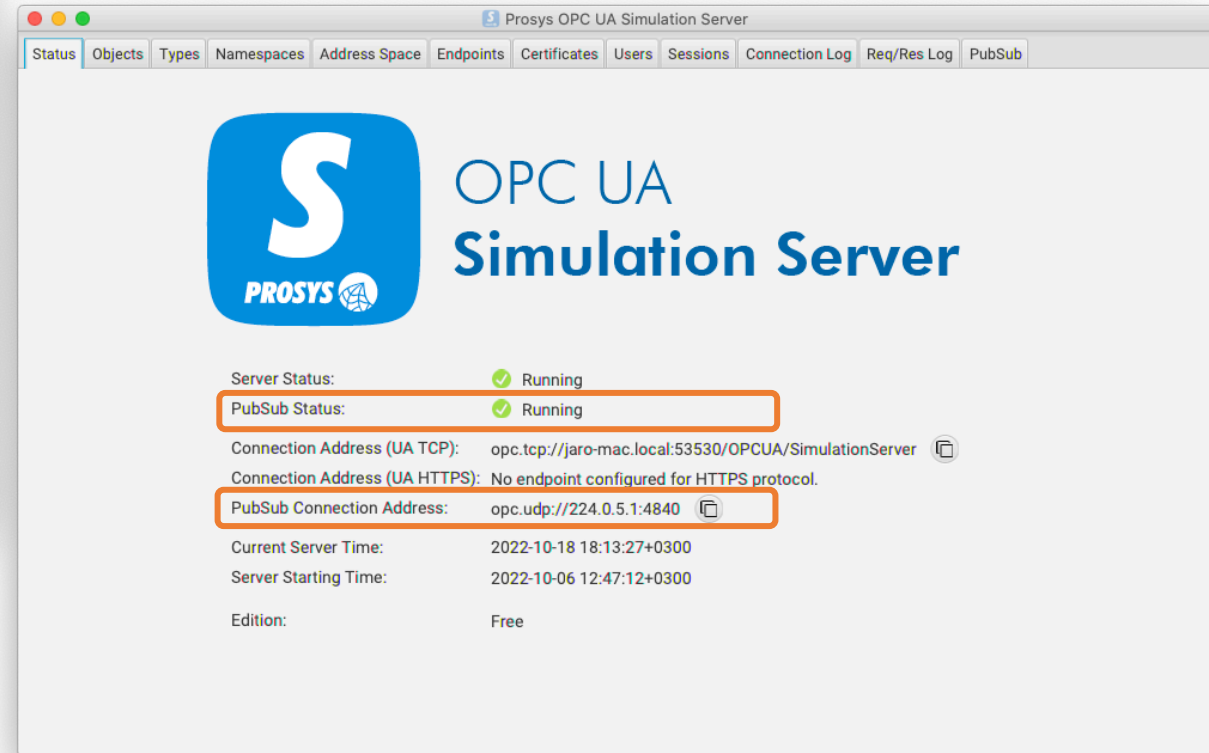 Prosys OPC UA Simulation Server
Status Objects Types Namespaces Address Space Endpoints Certificates Users Sessions Connection Log Req/Res Log PubSub
S
PROSYS
OPC UA
Simulation Server
Server Status: Running
PubSub Status: Running
Connection Address (UA TCP): opc.tcp://jaro-mac.local:53530/OPCUA/SimulationServer
Connection Address (UA HTTPS): No endpoint configured for HTTPS protocol.
PubSub Connection Address: opc.udp://224.0.5.1:4840
Current Server Time: 2022-10-18 18:13:27+0300
Server Starting Time: 2022-10-06 12:47:12+0300
Edition: Free